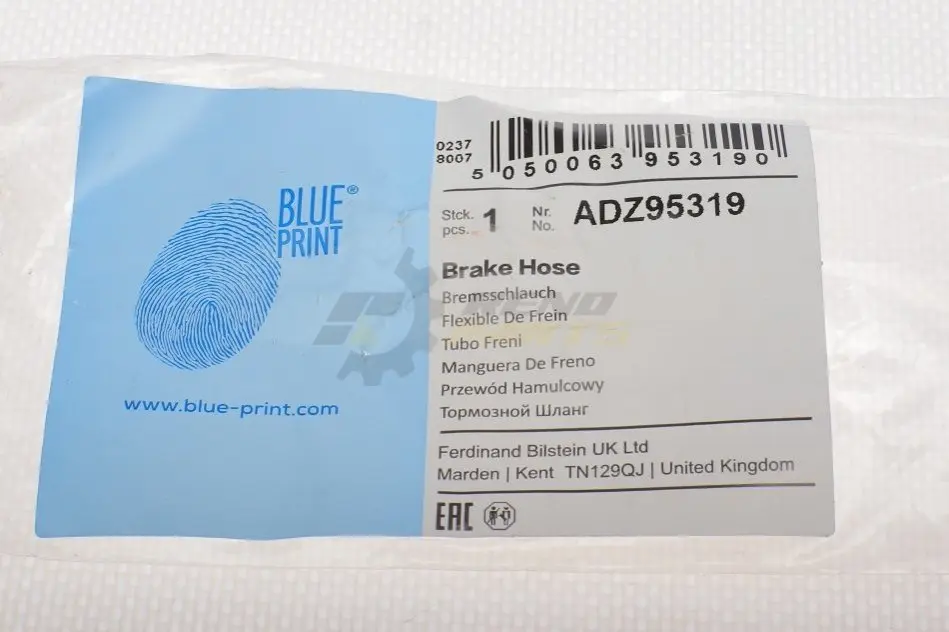 BLUE®
PRINT
www.blue-print.com
0237
8007
5 050063 953190
Stck.
pcs. 1
Nr.
No. ADZ95319
Brake Hose
Bremsschlauch
Flexible De Frein
Tubo Freni
Manguera De Freno
Przewód Hamulcowy
Тормозной Шланг
Ferdinand Bilstein UK Ltd
Marden | Kent TN129QJ | United Kingdom
EAC